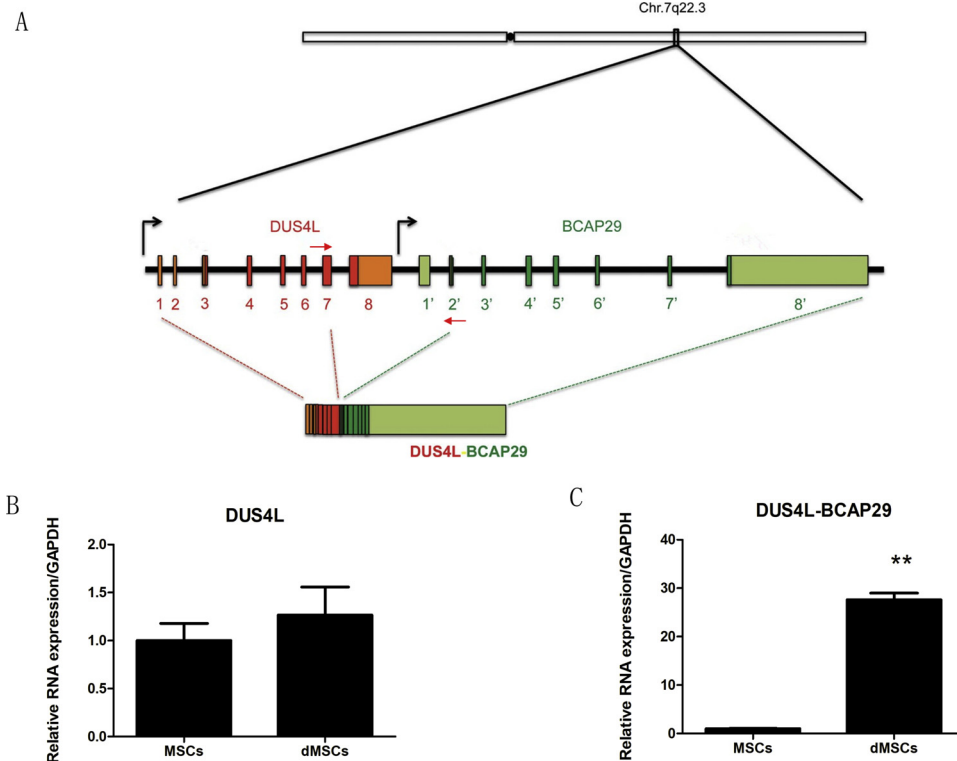 A
Chr.7q22.3
DUS4L
BCAP29
1 2 3 4 5 6 7 8 1' 2' 3' 4' 5' 6' 7' 8'
DUS4L-BCAP29
B
DUS4L
Relative RNA expression/GAPDH
2.0
1.5
1.0
0.5
0.0
MSCs dMSCs
C
DUS4L-BCAP29
Relative RNA expression/GAPDH
40
30
20
10
0
**
MSCs dMSCs